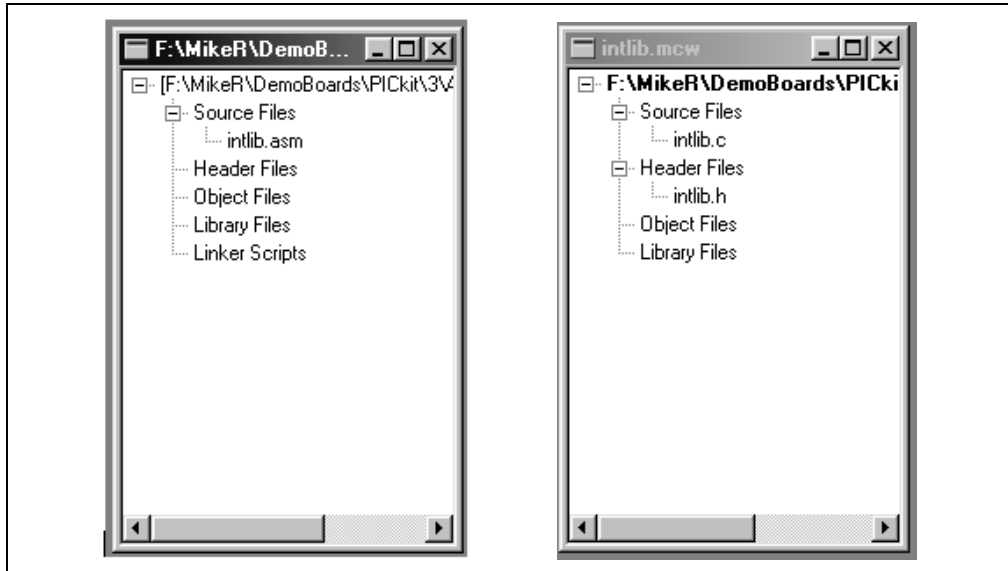 F:\MikeR\DemoB...
[F:\MikeR\DemoBoards\PICkit\3\
Source Files
intlib.asm
Header Files
Object Files
Library Files
Linker Scripts
intlib.mcw
F:\MikeR\DemoBoards\PICki
Source Files
intlib.c
Header Files
intlib.h
Object Files
Library Files